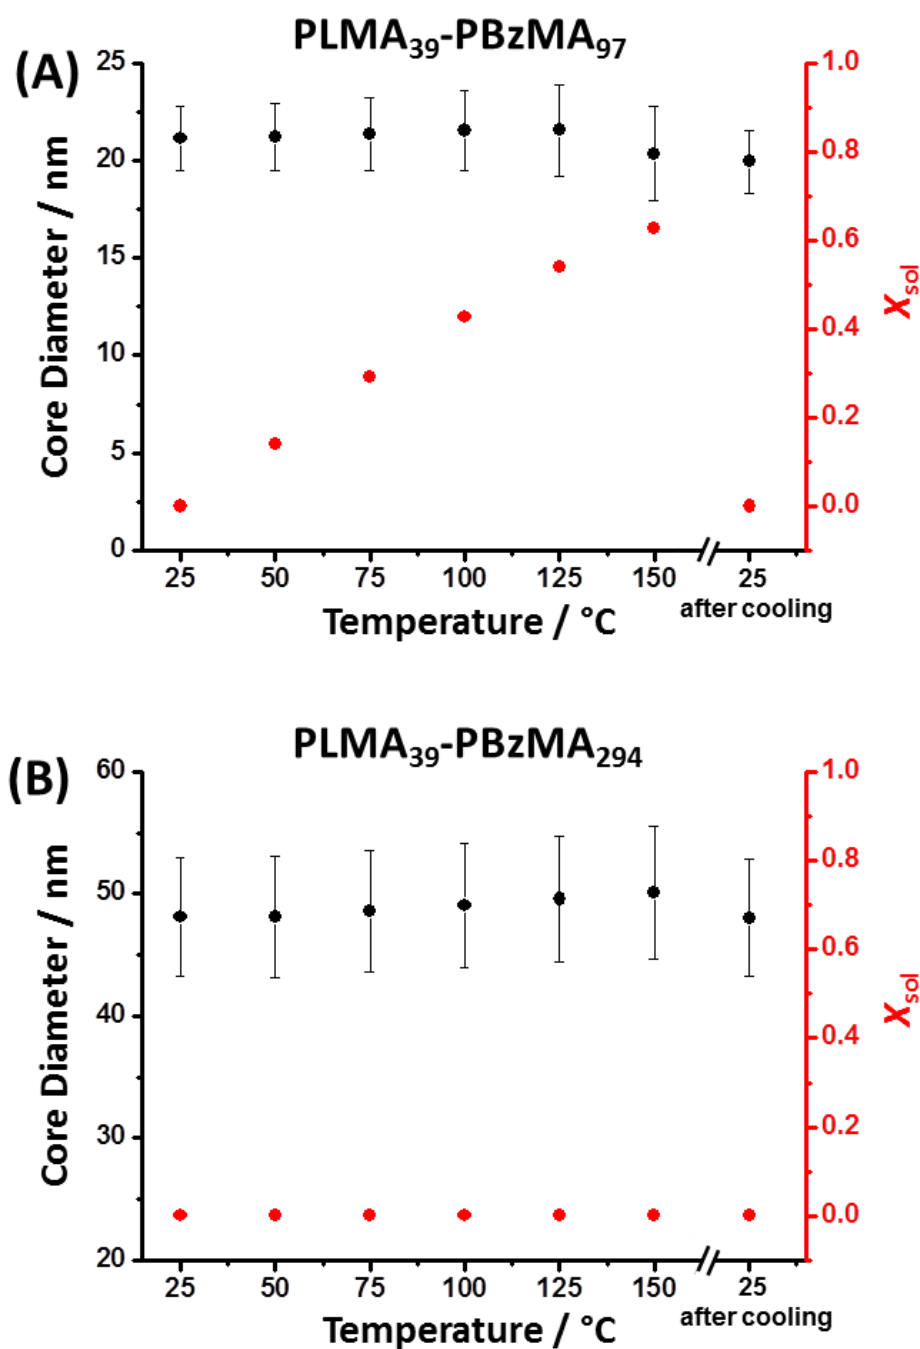 PLMA39-PBzMA97
(A)
25
20
15
10
5
0
Core Diameter / nm
1.0
0.8
0.6
0.4
0.2
0.0
Xsol
25 50 75 100 125 150 25
after cooling
Temperature / °C
PLMA39-PBzMA294
(B)
60
50
40
30
20
Core Diameter / nm
1.0
0.8
0.6
0.4
0.2
0.0
Xsol
25 50 75 100 125 150 25
after cooling
Temperature / °C